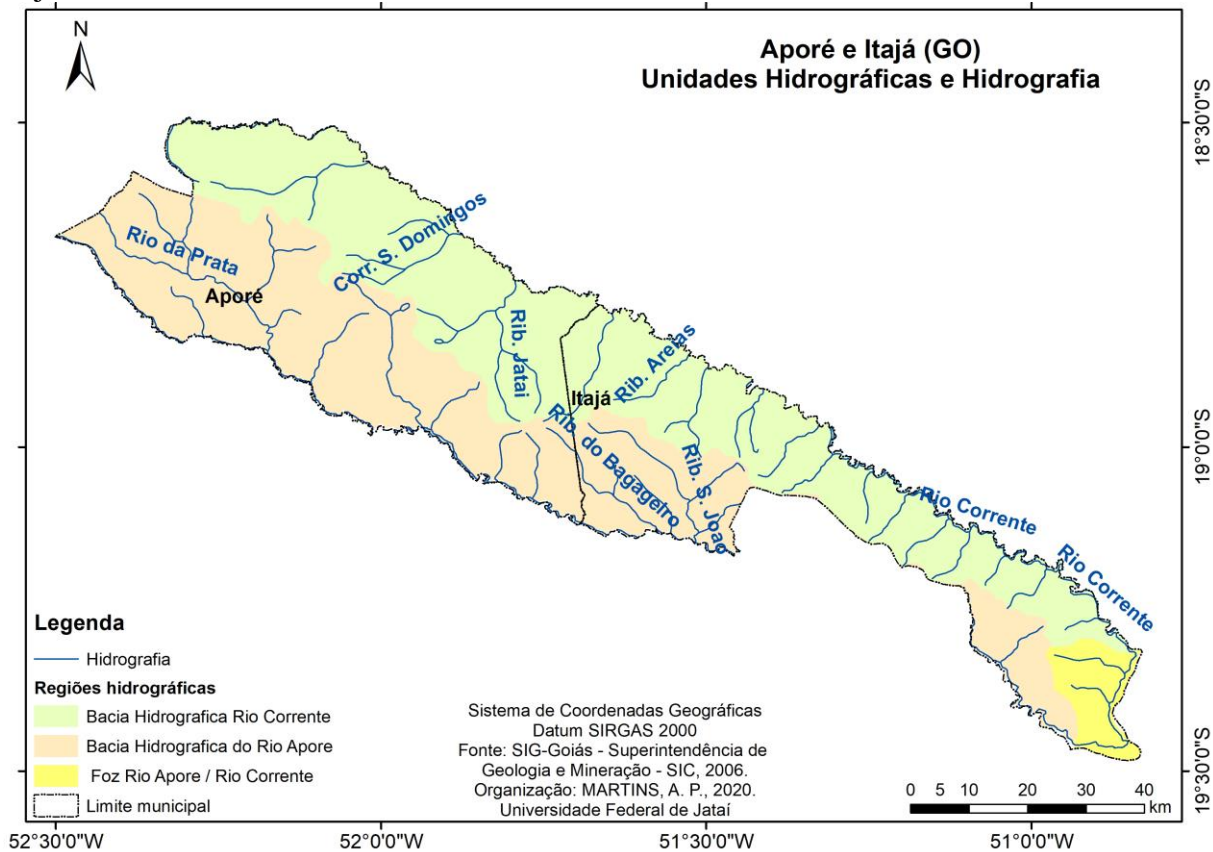 N
Aporé e Itajá (GO)
Unidades Hidrográficas e Hidrografia
18°30'0"S
19°0'0"S
19°30'0"S
Rio da Prata
Aporé
Corr. S. Domingos
Rib. Jatai
Rib. Areias
Itajá
Rib. do Bagageiro
Rib. S. Joao
Rio Corrente
Rio Corrente
Legenda
Hidrografia
Regiões hidrográficas
Bacia Hidrografica Rio Corrente
Bacia Hidrografica do Rio Apore
Foz Rio Apore / Rio Corrente
Limite municipal
Sistema de Coordenadas Geográficas
Datum SIRGAS 2000
Fonte: SIG-Goiás - Superintendência de
Geologia e Mineração - SIC, 2006.
Organização: MARTINS, A. P., 2020.
Universidade Federal de Jataí
0 5 10 20 30 40
km
52°30'0"W 52°0'0"W 51°30'0"W 51°0'0"W